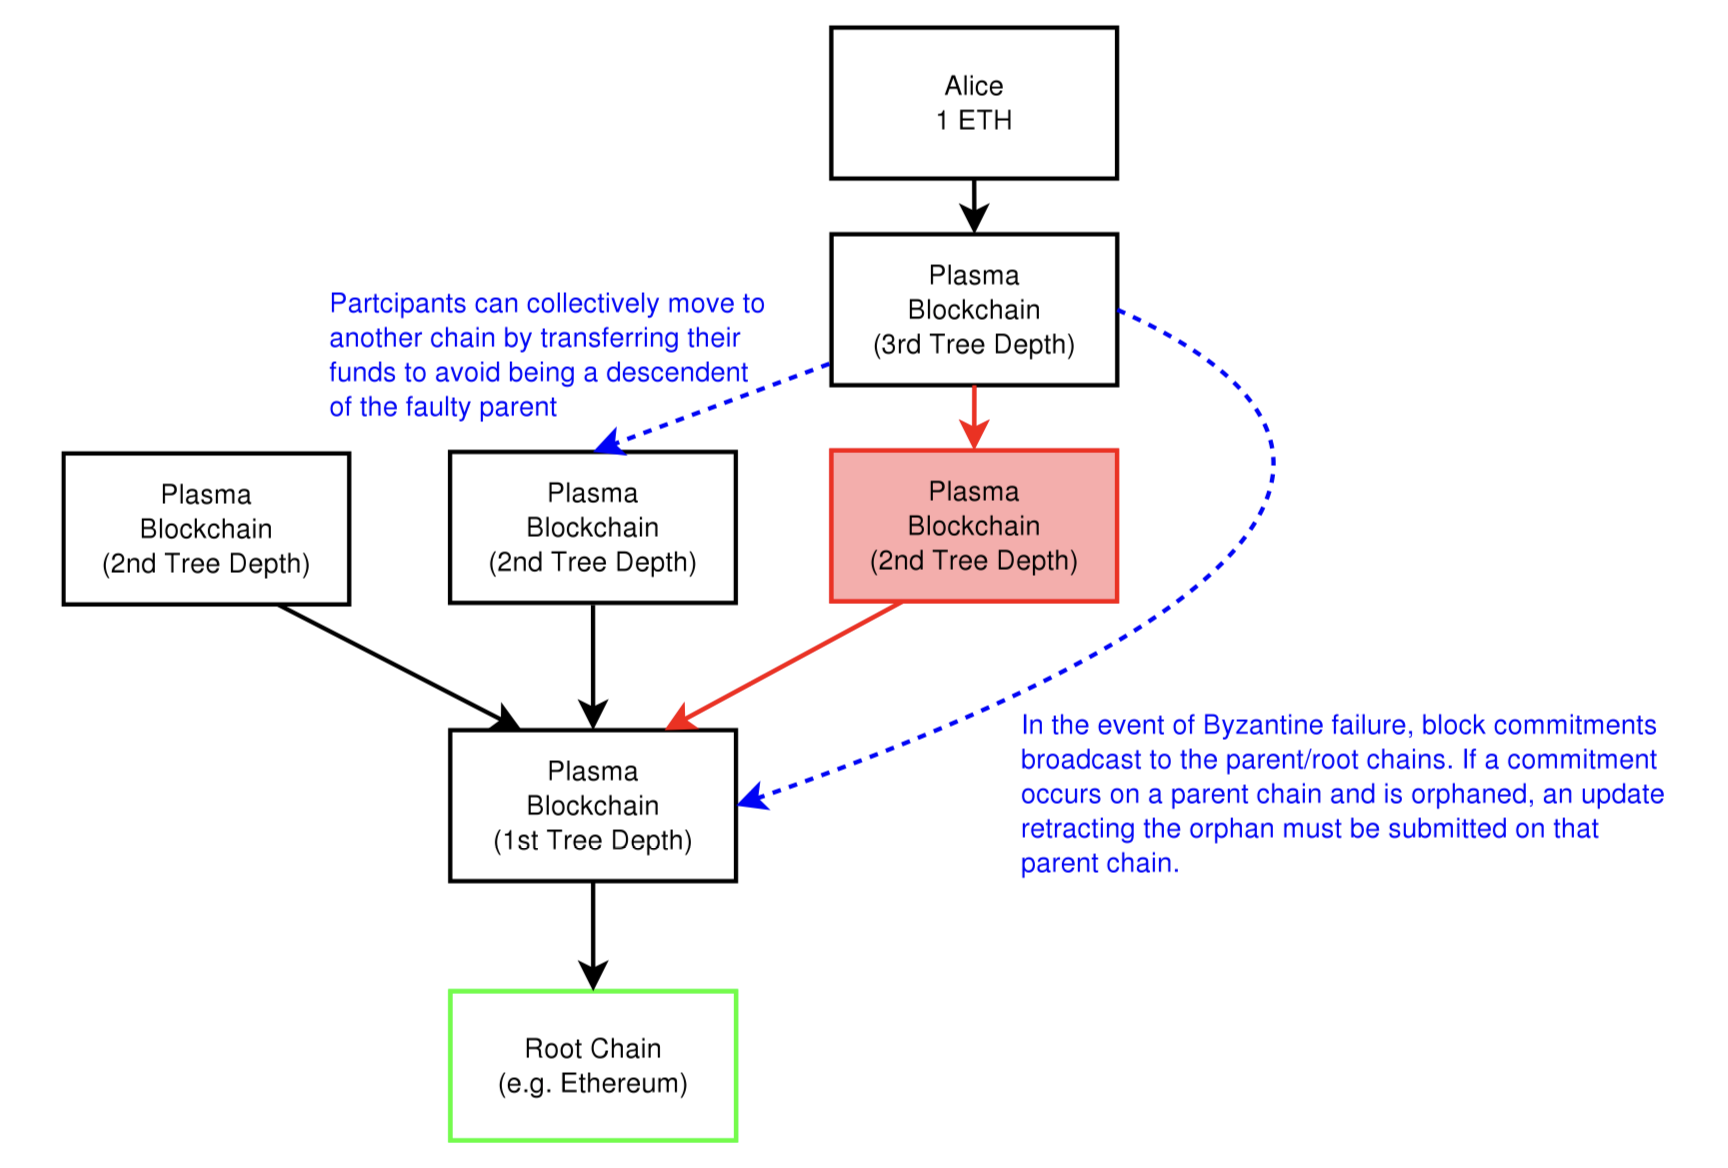 Alice
1 ETH
Plasma
Blockchain
(3rd Tree Depth)
Partcipants can collectively move to
another chain by transferring their
funds to avoid being a descendent
of the faulty parent
Plasma
Blockchain
(2nd Tree Depth)
Plasma
Blockchain
(2nd Tree Depth)
Plasma
Blockchain
(2nd Tree Depth)
In the event of Byzantine failure, block commitments
broadcast to the parent/root chains. If a commitment
occurs on a parent chain and is orphaned, an update
retracting the orphan must be submitted on that
parent chain.
Plasma
Blockchain
(1st Tree Depth)
Root Chain
(e.g. Ethereum)